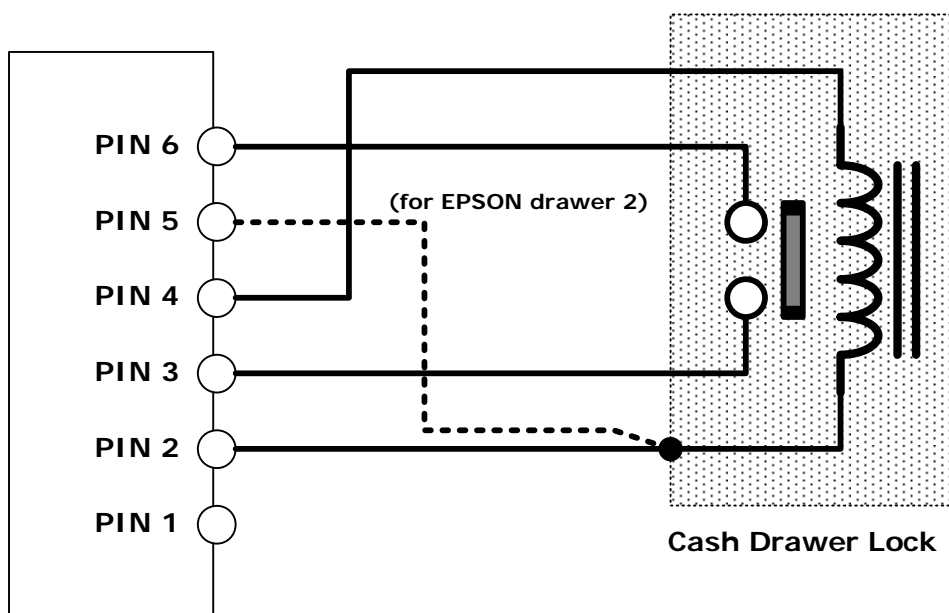 PIN 6
PIN 5
(for EPSON drawer 2)
PIN 4
PIN 3
PIN 2
PIN 1
Cash Drawer Lock